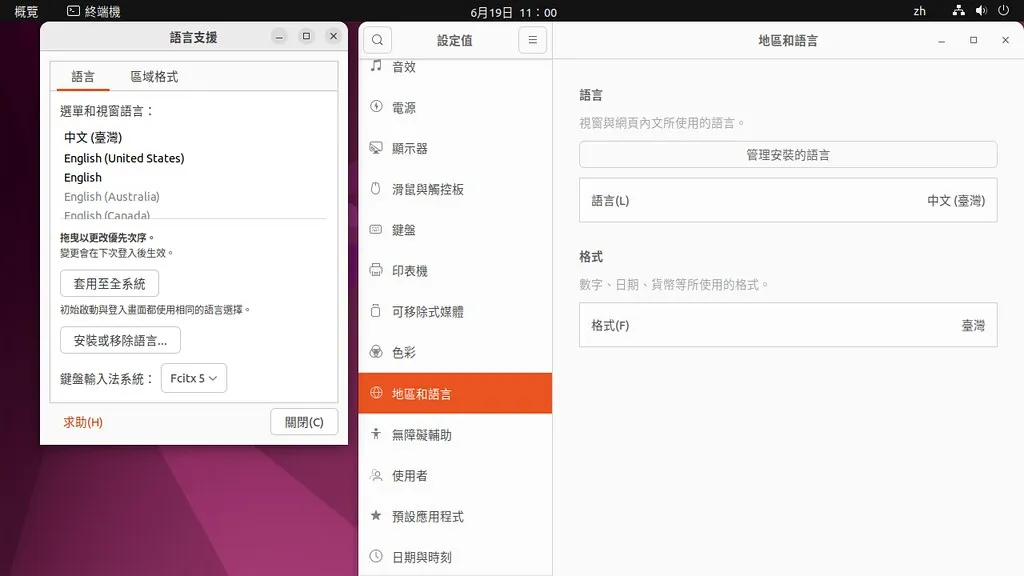 概覽
終端機
6月19日 11：00
zh
語言支援
語言
區域格式
選單和視窗語言：
中文 (臺灣)
English (United States)
English
English (Australia)
English (Canada)
拖曳以更改優先次序。
變更會在下次登入後生效。
套用至全系統
初始啟動與登入畫面都使用相同的語言選擇。
安裝或移除語言...
鍵盤輸入法系統：
Fcitx 5
求助(H)
關閉(C)
設定值
音效
電源
顯示器
滑鼠與觸控板
鍵盤
印表機
可移除式媒體
色彩
地區和語言
無障礙輔助
使用者
預設應用程式
日期與時刻
地區和語言
語言
視窗與網頁內文所使用的語言。
管理安裝的語言
語言(L)
中文 (臺灣)
格式
數字、日期、貨幣等所使用的格式。
格式(F)
臺灣